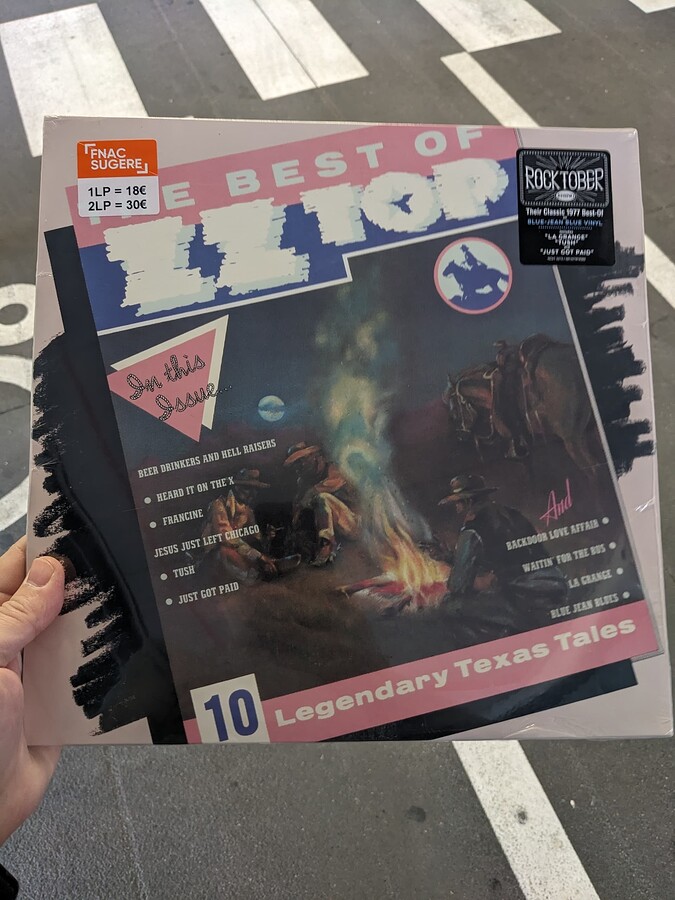 FNAC
SUGERE
1LP = 18€
2LP = 30€
THE BEST OF
ZZ TOP
ROCKTOBER
Their Classic 1977 Best-Of
BLUE-JEAN BLUE VINYL
"LA GRANGE"
"TUSH"
"JUST GOT PAID"
In this
Issue...
BEER DRINKERS AND HELL RAISERS
HEARD IT ON THE X
FRANCINE
JESUS JUST LEFT CHICAGO
TUSH
JUST GOT PAID
And
BACKDOOR LOVE AFFAIR
WAITIN' FOR THE BUS
LA GRANGE
BLUE JEAN BLUES
10 Legendary Texas Tales